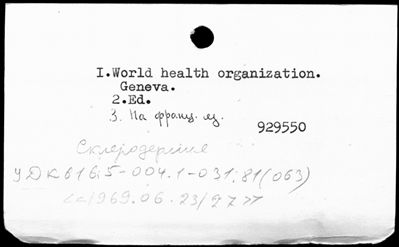 I.World health organization.
Geneva.
2.Ed.
3. На франц. яз.
929550
УДК 616.5-004.1-031.81(063)
"1969.06.23/27"